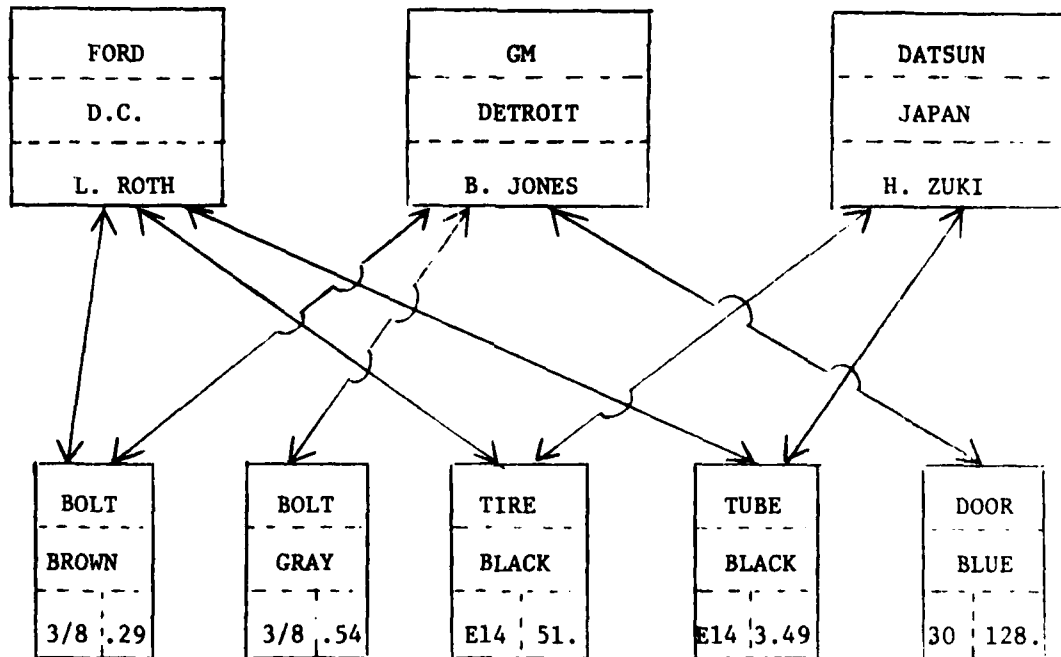 FORD
D.C.
L. ROTH
GM
DETROIT
B. JONES
DATSUN
JAPAN
H. ZUKI
BOLT
BROWN
3/8 .29
BOLT
GRAY
3/8 .54
TIRE
BLACK
E14 51.
TUBE
BLACK
E14 3.49
DOOR
BLUE
30 128.